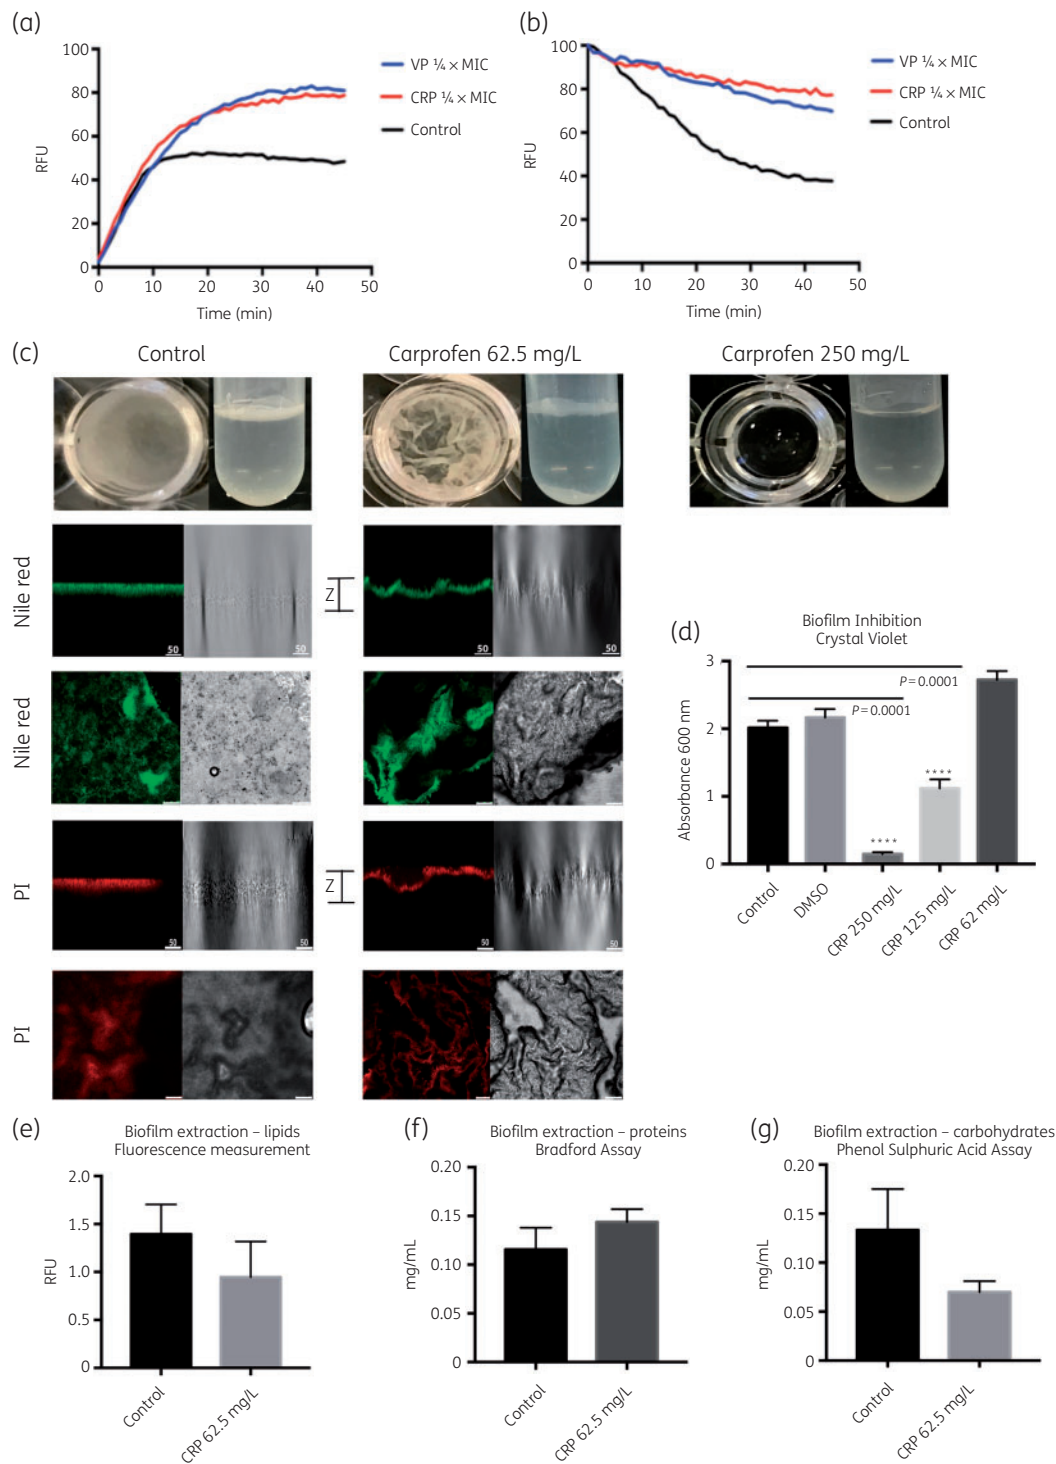 (a)
100
80
60
40
20
0
RFU
0 10 20 30 40 50
Time (min)
VP ¼ × MIC
CRP ¼ × MIC
Control
(b)
100
80
60
40
20
0
RFU
0 10 20 30 40 50
Time (min)
VP ¼ × MIC
CRP ¼ × MIC
Control
(c)
Control
Carprofen 62.5 mg/L
Carprofen 250 mg/L
Nile red
50
Z
50
Nile red
PI
50
Z
50
PI
(d)
Biofilm Inhibition
Crystal Violet
3
2
1
0
Absorbance 600 nm
P = 0.0001
P = 0.0001
****
****
Control
DMSO
CRP 250 mg/L
CRP 125 mg/L
CRP 62 mg/L
(e)
Biofilm extraction – lipids
Fluorescence measurement
2.0
1.5
1.0
0.5
0
RFU
Control
CRP 62.5 mg/L
(f)
Biofilm extraction – proteins
Bradford Assay
0.20
0.15
0.10
0.05
0
mg/mL
Control
CRP 62.5 mg/L
(g)
Biofilm extraction – carbohydrates
Phenol Sulphuric Acid Assay
0.20
0.15
0.10
0.05
0
mg/mL
Control
CRP 62.5 mg/L